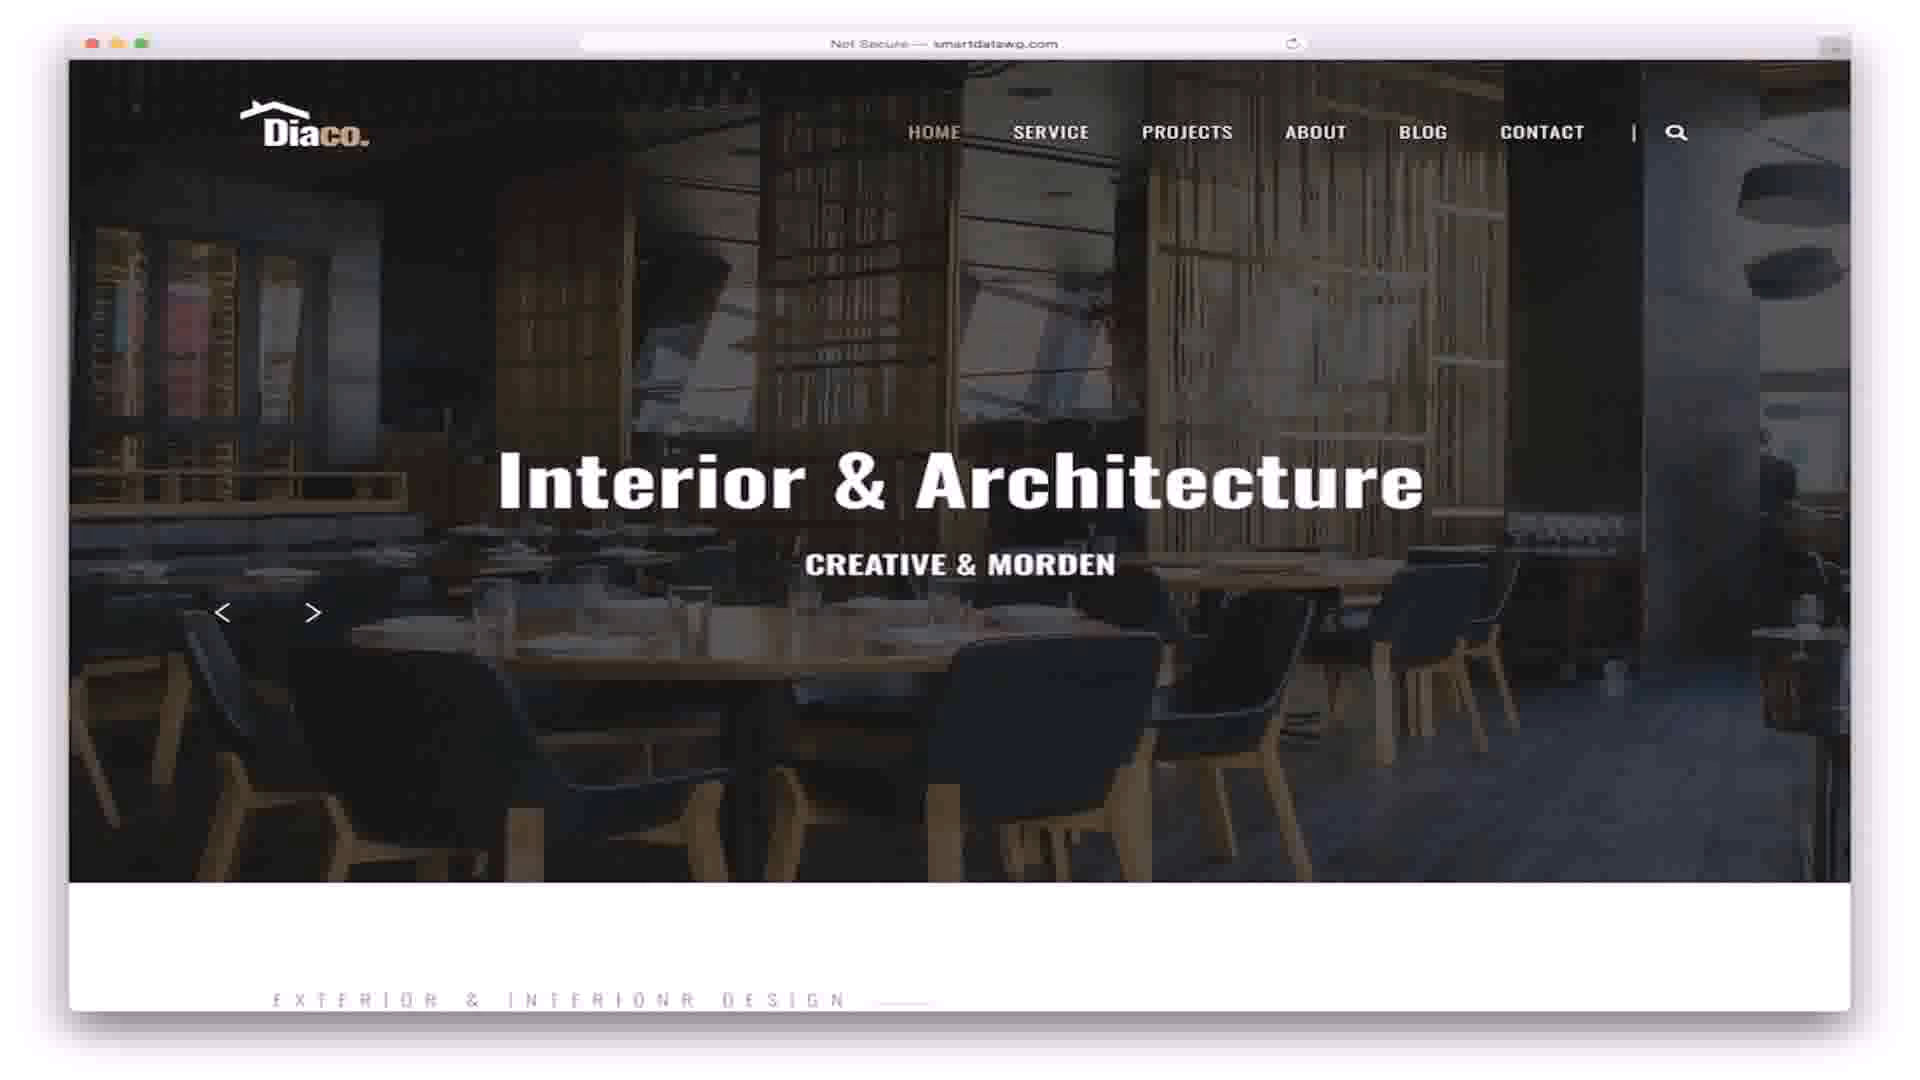 Not Secure — smartdatawg.com
Diaco.
HOME SERVICE PROJECTS ABOUT BLOG CONTACT |
Interior & Architecture
CREATIVE & MORDEN
< >
EXTERIOR & INTERIONR DESIGN